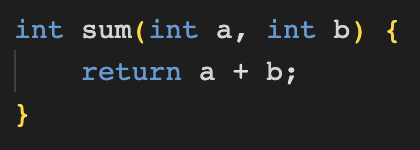 int sum(int a, int b) {
    return a + b;
}